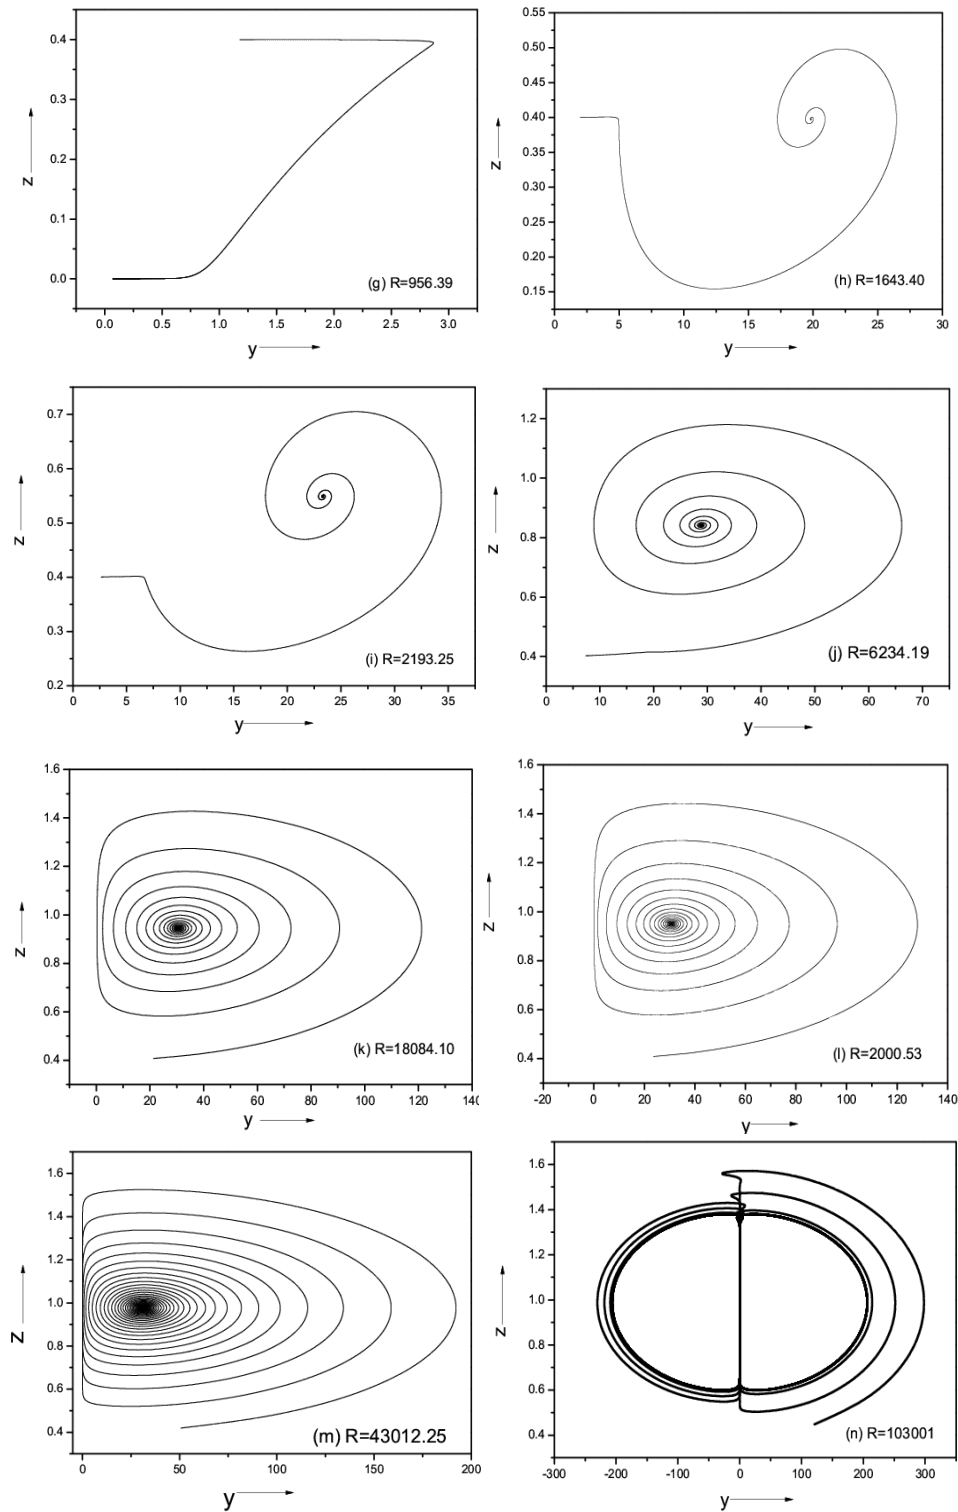 0.4
0.3
0.2
0.1
0.0
z
0.0 0.5 1.0 1.5 2.0 2.5 3.0
y
(g) R=956.39
0.55
0.50
0.45
0.40
0.35
0.30
0.25
0.20
0.15
z
0 5 10 15 20 25 30
y
(h) R=1643.40
0.7
0.6
0.5
0.4
0.3
0.2
z
0 5 10 15 20 25 30 35
y
(i) R=2193.25
1.2
1.0
0.8
0.6
0.4
z
0 10 20 30 40 50 60 70
y
(j) R=6234.19
1.6
1.4
1.2
1.0
0.8
0.6
0.4
z
0 20 40 60 80 100 120 140
y
(k) R=18084.10
1.6
1.4
1.2
1.0
0.8
0.6
0.4
z
-20 0 20 40 60 80 100 120 140
y
(l) R=2000.53
1.6
1.4
1.2
1.0
0.8
0.6
0.4
z
0 50 100 150 200
y
(m) R=43012.25
1.6
1.4
1.2
1.0
0.8
0.6
0.4
z
-300 -200 -100 0 100 200 300
y
(n) R=103001